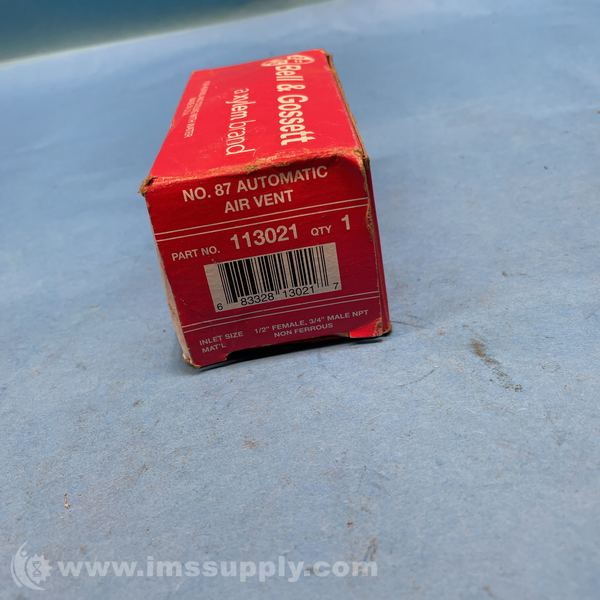 Bell & Gossett
a xylem brand
NO. 87 AUTOMATIC
AIR VENT
PART NO. 113021 QTY 1
6 83328 13021 7
INLET SIZE 1/2" FEMALE, 3/4" MALE NPT
MAT'L NON FERROUS
www.imssupply.com